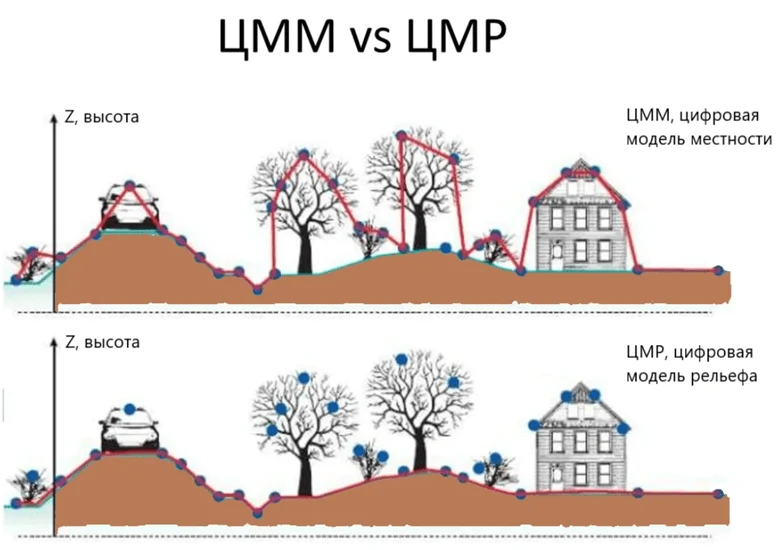 ЦММ vs ЦМР
Z, высота
ЦММ, цифровая
модель местности
Z, высота
ЦМР, цифровая
модель рельефа